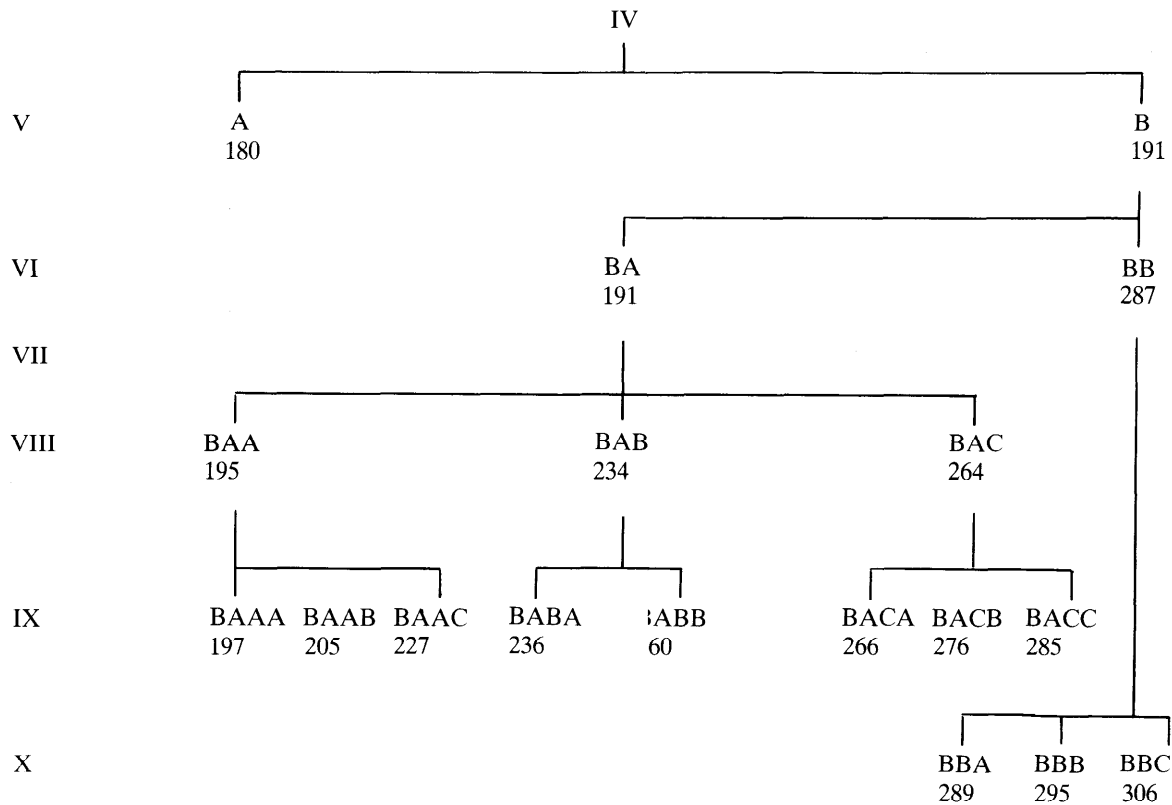 IV
V A B
180 191
VI BA BB
191 287
VII
VIII BAA BAB BAC
195 234 264
IX BAAA BAAB BAAC BABA ABB BACA BACB BACC
197 205 227 236 60 266 276 285
X BBA BBB BBC
289 295 306